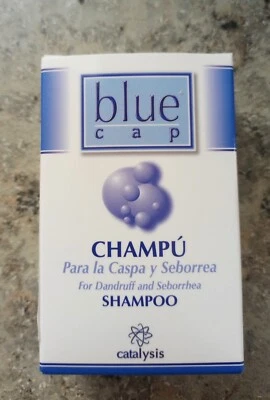 blue
cap
CHAMPÚ
Para la Caspa y Seborrea
For Dandruff and Seborrhea
SHAMPOO
catalysis